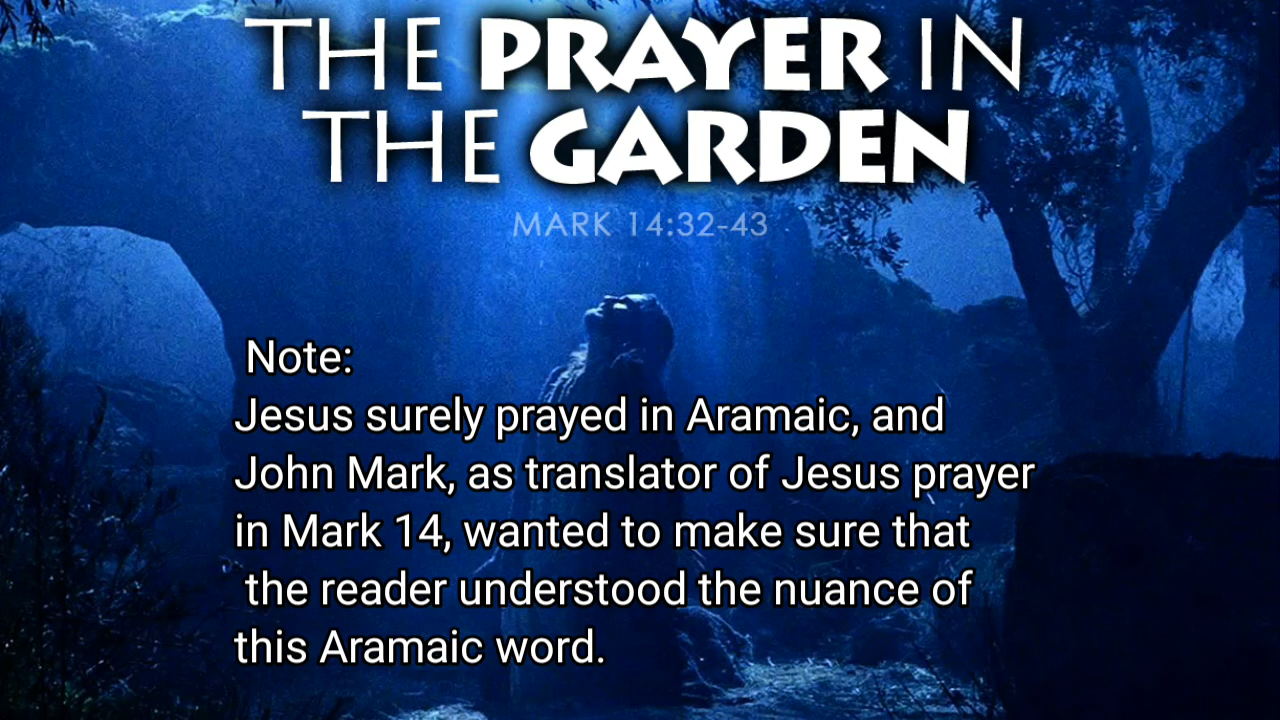 THE PRAYER IN
THE GARDEN
MARK 14:32-43
Note:
Jesus surely prayed in Aramaic, and
John Mark, as translator of Jesus prayer
in Mark 14, wanted to make sure that
the reader understood the nuance of
this Aramaic word.